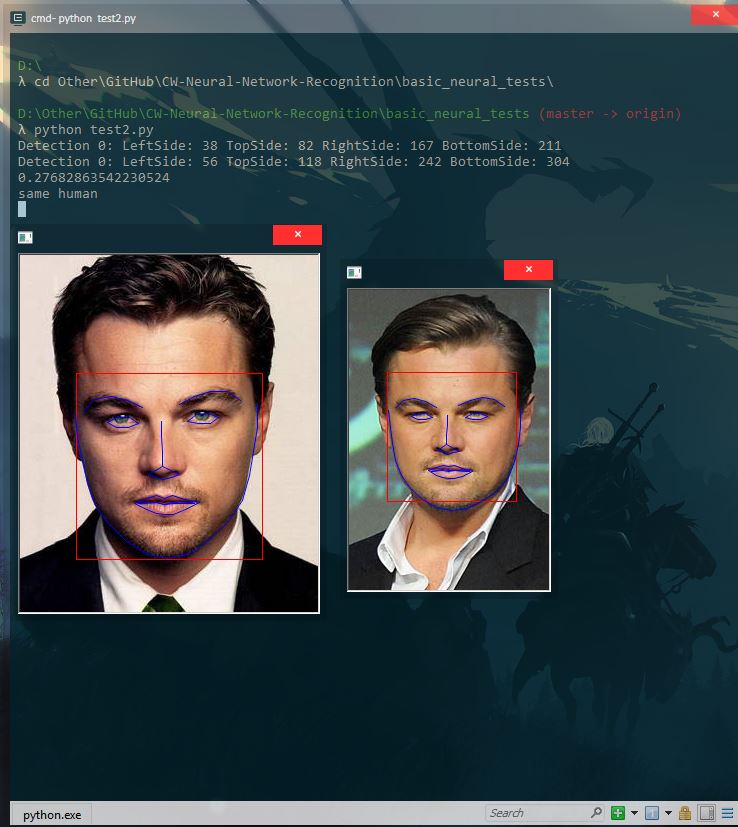 cmd- python test2.py
D:\
λ cd Other\GitHub\CW-Neural-Network-Recognition\basic_neural_tests\
D:\Other\GitHub\CW-Neural-Network-Recognition\basic_neural_tests (master -> origin)
λ python test2.py
Detection 0: LeftSide: 38 TopSide: 82 RightSide: 167 BottomSide: 211
Detection 0: LeftSide: 56 TopSide: 118 RightSide: 242 BottomSide: 304
0.27682863542230524
same human
python.exe
Search